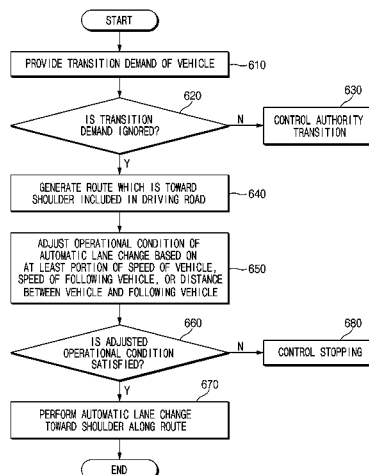 START
PROVIDE TRANSITION DEMAND OF VEHICLE
610
620
IS TRANSITION
DEMAND IGNORED?
N
630
CONTROL AUTHORITY
TRANSITION
Y
640
GENERATE ROUTE WHICH IS TOWARD
SHOULDER INCLUDED IN DRIVING ROAD
ADJUST OPERATIONAL CONDITION OF
AUTOMATIC LANE CHANGE BASED ON
AT LEAST PORTION OF SPEED OF VEHICLE,
SPEED OF FOLLOWING VEHICLE, OR DISTANCE
BETWEEN VEHICLE AND FOLLOWING VEHICLE
650
660
IS ADJUSTED
OPERATIONAL CONDITION
SATISFIED?
N
680
CONTROL STOPPING
Y
670
PERFORM AUTOMATIC LANE CHANGE
TOWARD SHOULDER ALONG ROUTE
END